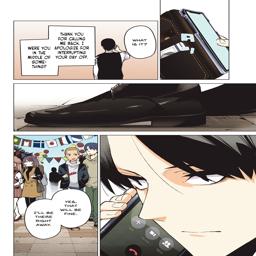 THANK YOU
FOR CALLING
ME BACK. I
APOLOGIZE FOR
INTERRUPTING
YOUR DAY OFF.
WERE YOU
IN THE
MIDDLE OF
SOME-
THING?
WHAT
IS IT?
YES,
THAT WILL
BE FINE.
I'LL BE
THERE
RIGHT
AWAY.